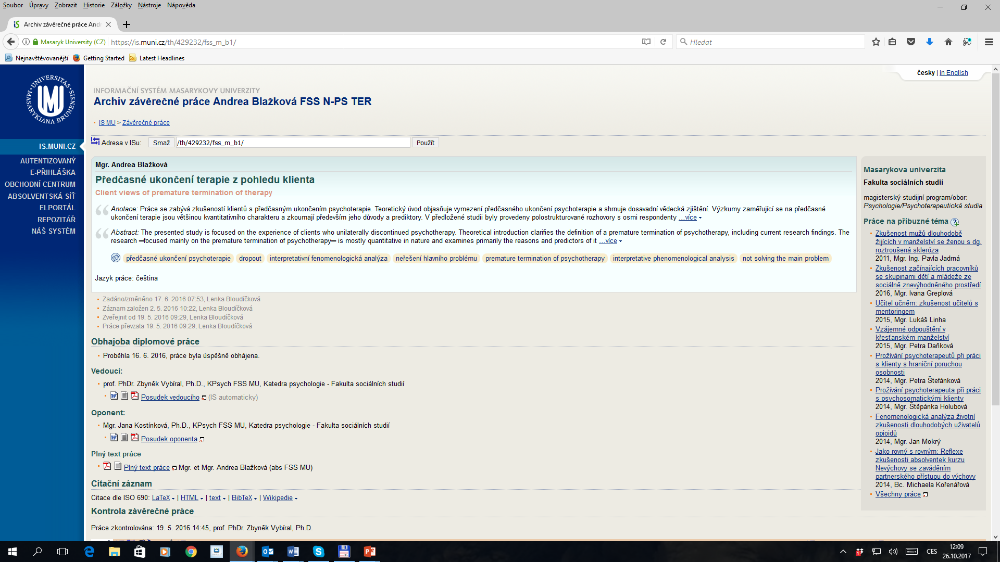 Soubor Úpravy Zobrazit Historie Záložky Nástroje Nápověda
Archiv závěrečné práce Andr
Masaryk University (CZ) https://is.muni.cz/th/429232/fss_m_b1/ Hledat
Nejnavštěvovanější Getting Started Latest Headlines
česky | in English
UNIVERSITAS MASARYKIANA BRUNENSIS
INFORMAČNÍ SYSTÉM MASARYKOVY UNIVERZITY
Archiv závěrečné práce Andrea Blažková FSS N-PS TER
IS MU > Závěrečné práce
Adresa v ISu: Smaž /th/429232/fss_m_b1/ Použít
IS.MUNI.CZ
AUTENTIZOVANÝ
E-PŘIHLÁŠKA
OBCHODNÍ CENTRUM
ABSOLVENTSKÁ SÍŤ
ELPORTÁL
REPOZITÁŘ
NÁŠ SYSTÉM
Mgr. Andrea Blažková
Předčasné ukončení terapie z pohledu klienta
Client views of premature termination of therapy
Anotace: Práce se zabývá zkušeností klientů s předčasným ukončením psychoterapie. Teoretický úvod objasňuje vymezení předčasného ukončení psychoterapie a shrnuje dosavadní vědecká zjištění. Výzkumy zaměřující se na předčasné
ukončení terapie jsou většinou kvantitativního charakteru a zkoumají především jeho důvody a prediktory. V předložené studii byly provedeny polostrukturované rozhovory s osmi respondenty ...více
Abstract: The presented study is focused on the experience of clients who unilaterally discontinued psychotherapy. Theoretical introduction clarifies the definition of a premature termination of psychotherapy, including current research findings. The
research —focused mainly on the premature termination of psychotherapy— is mostly quantitative in nature and examines primarily the reasons and predictors of it ...více
předčasné ukončení psychoterapie dropout interpretativní fenomenologická analýza neřešení hlavního problému premature termination of psychotherapy interpretative phenomenological analysis not solving the main problem
Jazyk práce: čeština
Zadáno/změněno 17. 6. 2016 07:53, Lenka Bloudíčková
Záznam založen 2. 5. 2016 10:22, Lenka Bloudíčková
Zveřejnit od 19. 5. 2016 09:29, Lenka Bloudíčková
Práce převzata 19. 5. 2016 09:29, Lenka Bloudíčková
Obhajoba diplomové práce
Proběhla 16. 6. 2016, práce byla úspěšně obhájena.
Vedoucí:
prof. PhDr. Zbyněk Vybíral, Ph.D., KPsych FSS MU, Katedra psychologie - Fakulta sociálních studií
Posudek vedoucího (IS automaticky)
Oponent:
Mgr. Jana Kostínková, Ph.D., KPsych FSS MU, Katedra psychologie - Fakulta sociálních studií
Posudek oponenta
Plný text práce
Plný text práce Mgr. et Mgr. Andrea Blažková (abs FSS MU)
Citační záznam
Citace dle ISO 690: LaTeX | HTML | text | BibTeX | Wikipedie
Kontrola závěrečné práce
Práce zkontrolována: 19. 5. 2016 14:45, prof. PhDr. Zbyněk Vybíral, Ph.D.
Masarykova univerzita
Fakulta sociálních studií
magisterský studijní program/obor:
Psychologie/Psychoterapeutická studia
Práce na příbuzné téma
Zkušenost mužů dlouhodobě
žijících v manželství se ženou s dg.
roztroušená skleróza
2011, Mgr. Ing. Pavla Jadrná
Zkušenost začínajících pracovníků
se skupinami dětí a mládeže ze
sociálně znevýhodněného prostředí
2016, Mgr. Ivana Greplová
Učitel učněm: zkušenost učitelů s
mentoringem
2015, Mgr. Lukáš Linha
Vzájemné odpouštění v
křesťanském manželství
2015, Mgr. Petra Daňková
Prožívání psychoterapeutů při práci
s klienty s hraniční poruchou
osobnosti
2014, Mgr. Petra Štefánková
Prožívání psychoterapeuta při práci
s psychosomatickými klienty
2014, Mgr. Štěpánka Holubová
Fenomenologická analýza životní
zkušenosti dlouhodobých uživatelů
opioidů
2014, Mgr. Jan Mokrý
Jako rovný s rovným: Reflexe
zkušenosti absolventek kurzu
Nevýchovy se zaváděním
partnerského přístupu do výchovy
2014, Bc. Michaela Kořenářová
Všechny práce
CES 12:09
26.10.2017